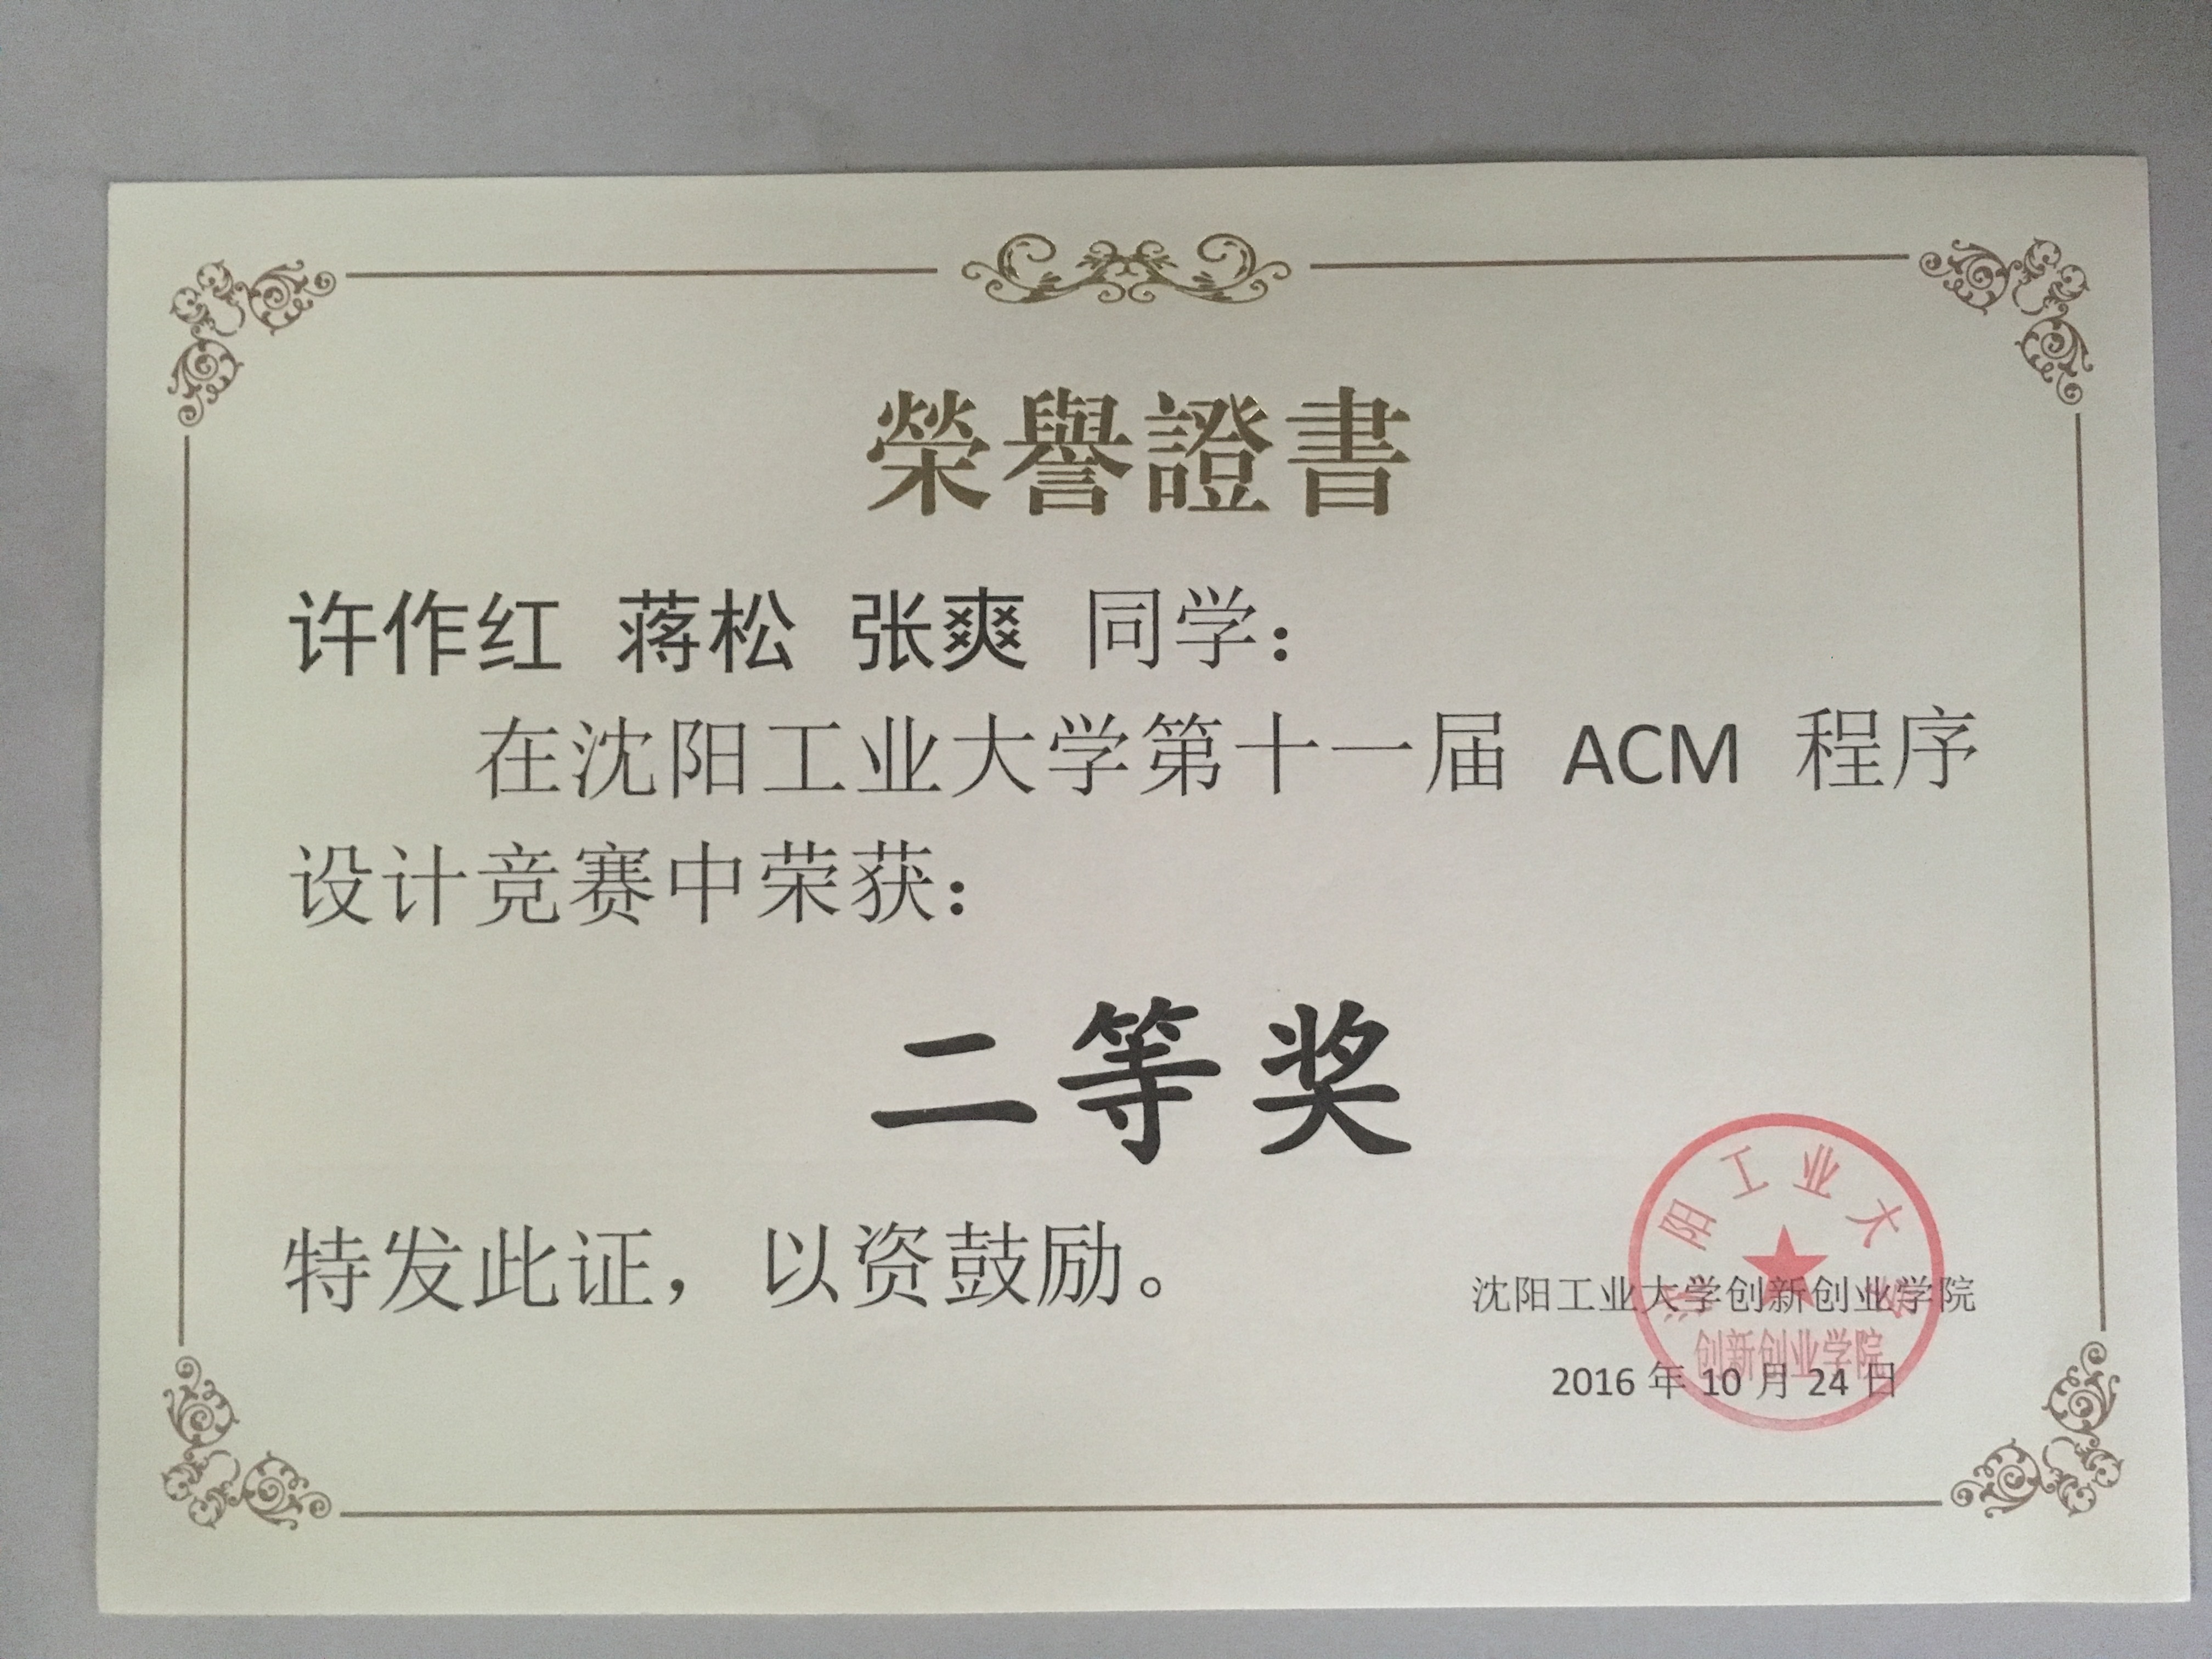 榮譽證書
许作红 蒋松 张爽 同学：
在沈阳工业大学第十一届 ACM 程序
设计竞赛中荣获：
二等奖
特发此证，以资鼓励。
沈阳工业大学创新创业学院
2016 年 10 月 24 日
沈阳工业大学
创新创业学院